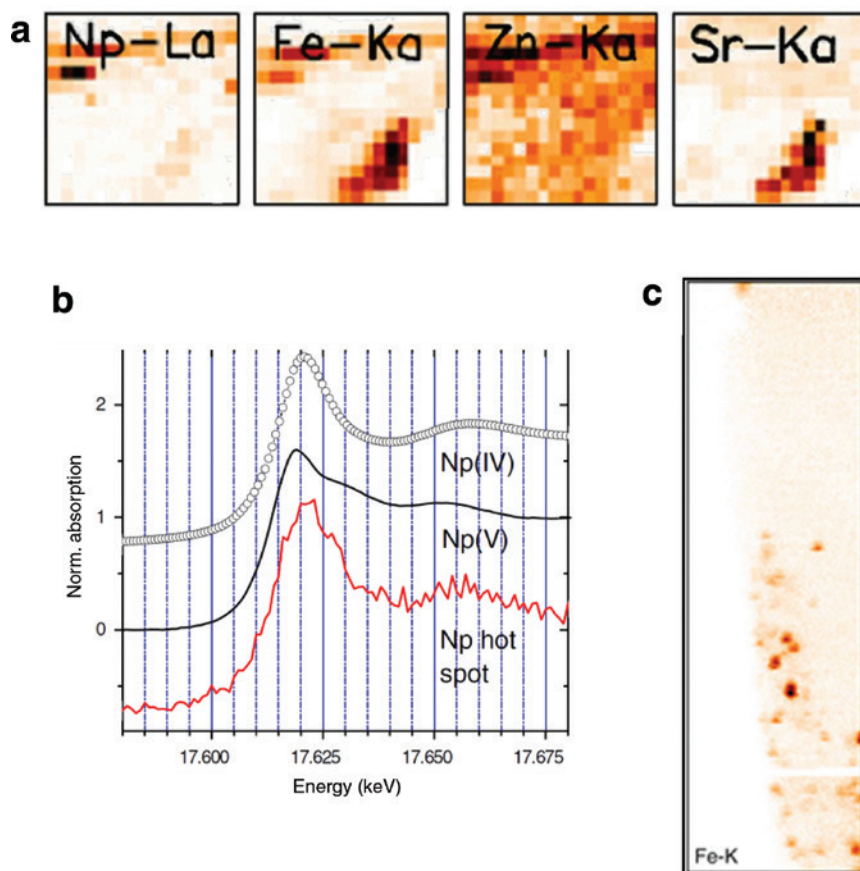 a
Np-La Fe-Ka Zn-Ka Sr-Ka
b
c
2
1
0
Norm. absorption
Np(IV)
Np(V)
Np hot
spot
17.600 17.625 17.650 17.675
Energy (keV)
Fe-K